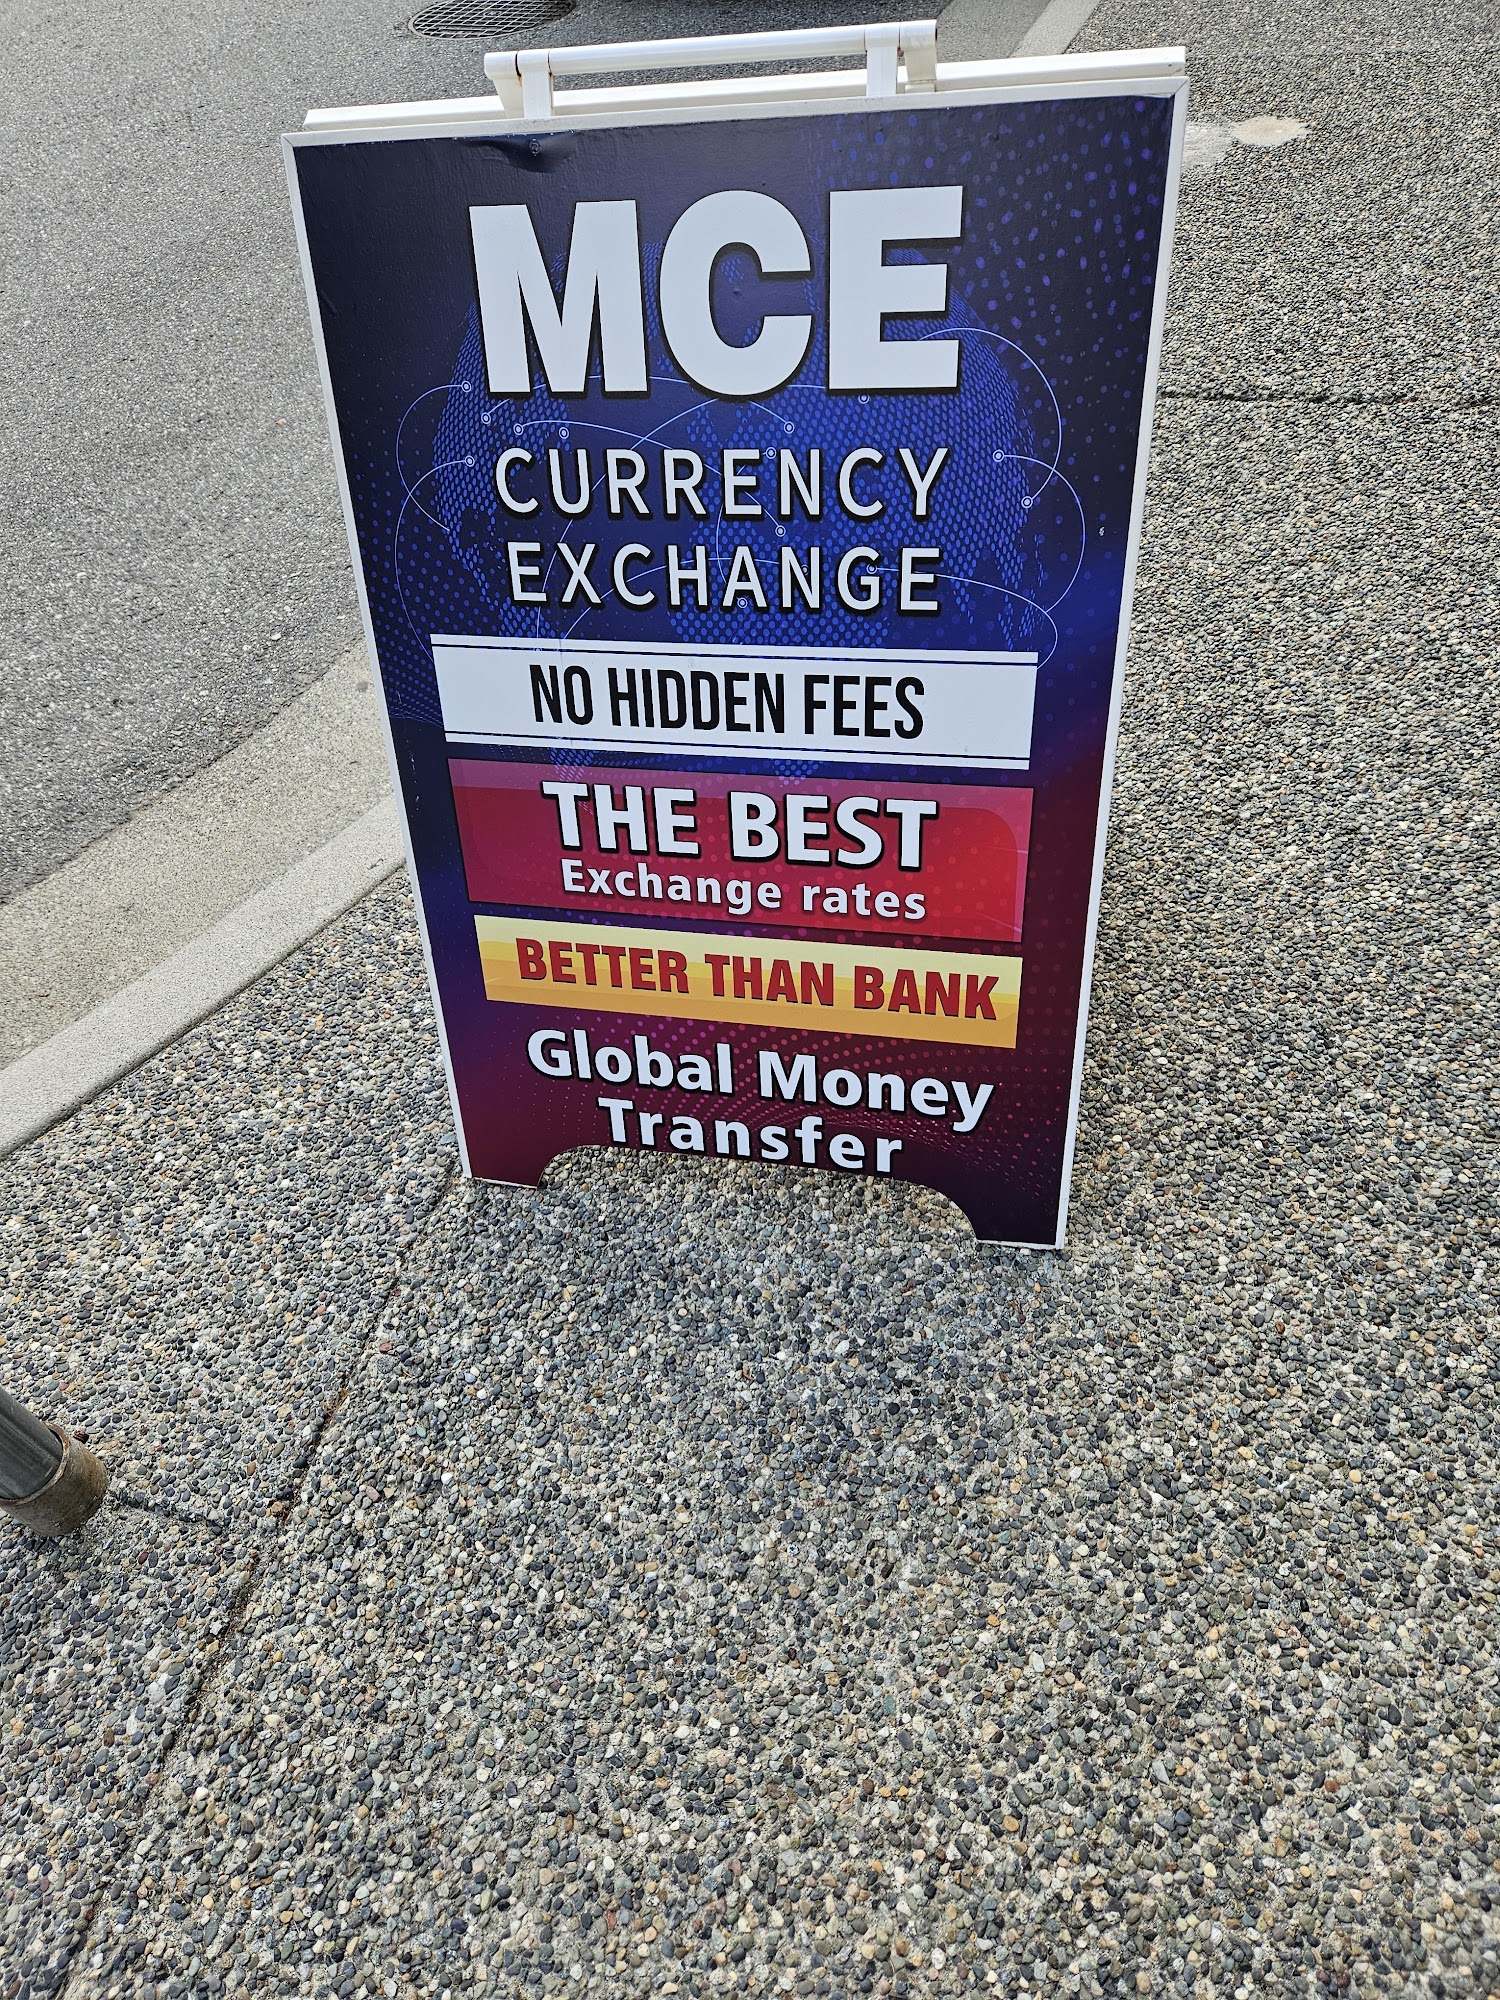 MCE
CURRENCY
EXCHANGE
NO HIDDEN FEES
THE BEST
Exchange rates
BETTER THAN BANK
Global Money
Transfer